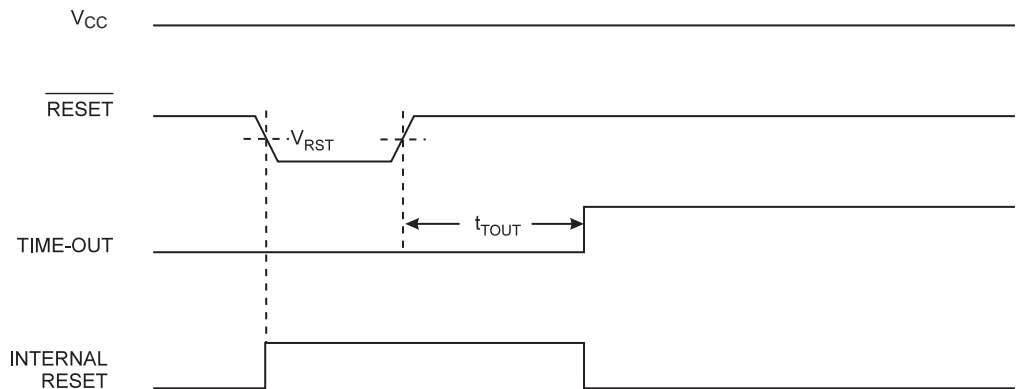 VCC
RESET
VRST
tTOUT
TIME-OUT
INTERNAL
RESET